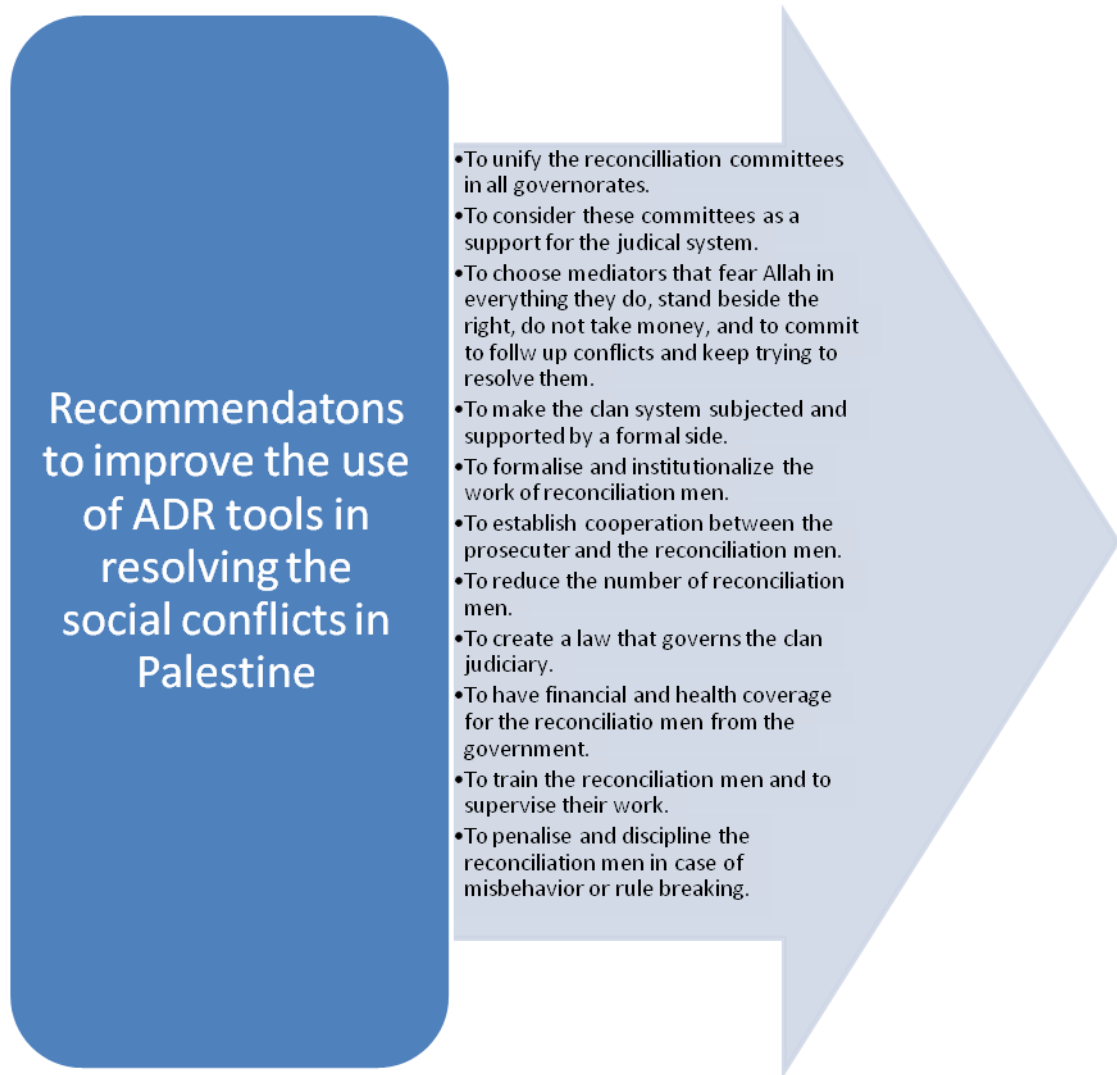 Recommendatons
to improve the use
of ADR tools in
resolving the
social conflicts in
Palestine
•To unify the reconcilliation committees
in all governorates.
•To consider these committees as a
support for the judical system.
•To choose mediators that fear Allah in
everything they do, stand beside the
right, do not take money, and to commit
to follw up conflicts and keep trying to
resolve them.
•To make the clan system subjected and
supported by a formal side.
•To formalise and institutionalize the
work of reconciliation men.
•To establish cooperation between the
prosecuter and the reconciliation men.
•To reduce the number of reconciliation
men.
•To create a law that governs the clan
judiciary.
•To have financial and health coverage
for the reconciliatio men from the
government.
•To train the reconciliation men and to
supervise their work.
•To penalise and discipline the
reconciliation men in case of
misbehavior or rule breaking.